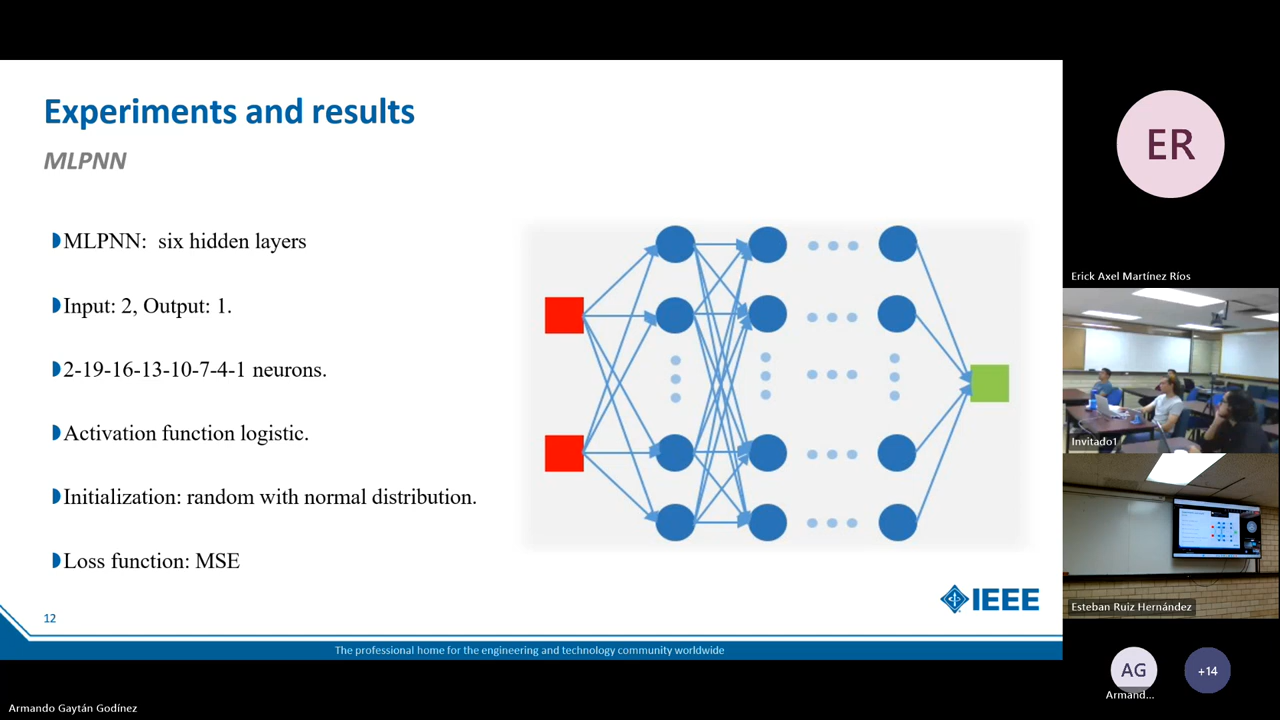 Experiments and results
MLPNN
MLPNN: six hidden layers
Input: 2, Output: 1.
2-19-16-13-10-7-4-1 neurons.
Activation function logistic.
Initialization: random with normal distribution.
Loss function: MSE
IEEE
12
The professional home for the engineering and technology community worldwide
Armando Gaytán Godínez
ER
Erick Axel Martínez Ríos
Invitado1
Esteban Ruiz Hernández
AG
Armand...
+14